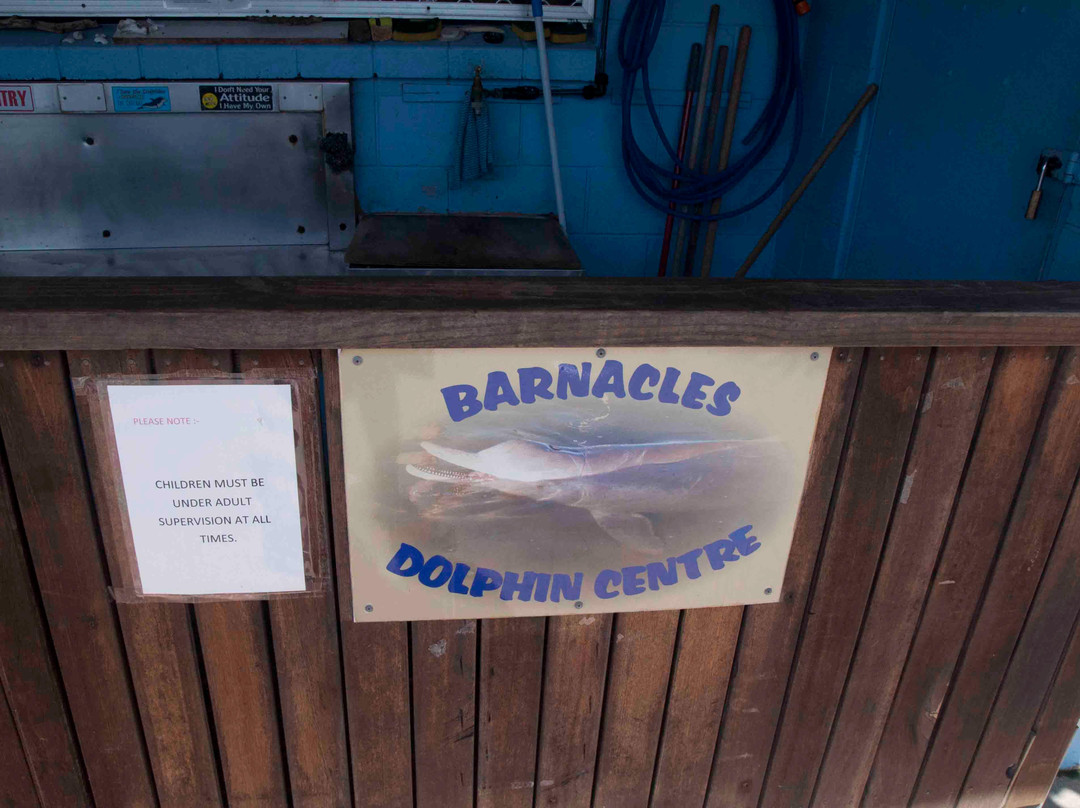 TRY
I Don't Need Your
Attitude
I Have My Own
BARNACLES
DOLPHIN CENTRE
PLEASE NOTE :-
CHILDREN MUST BE
UNDER ADULT
SUPERVISION AT ALL
TIMES.